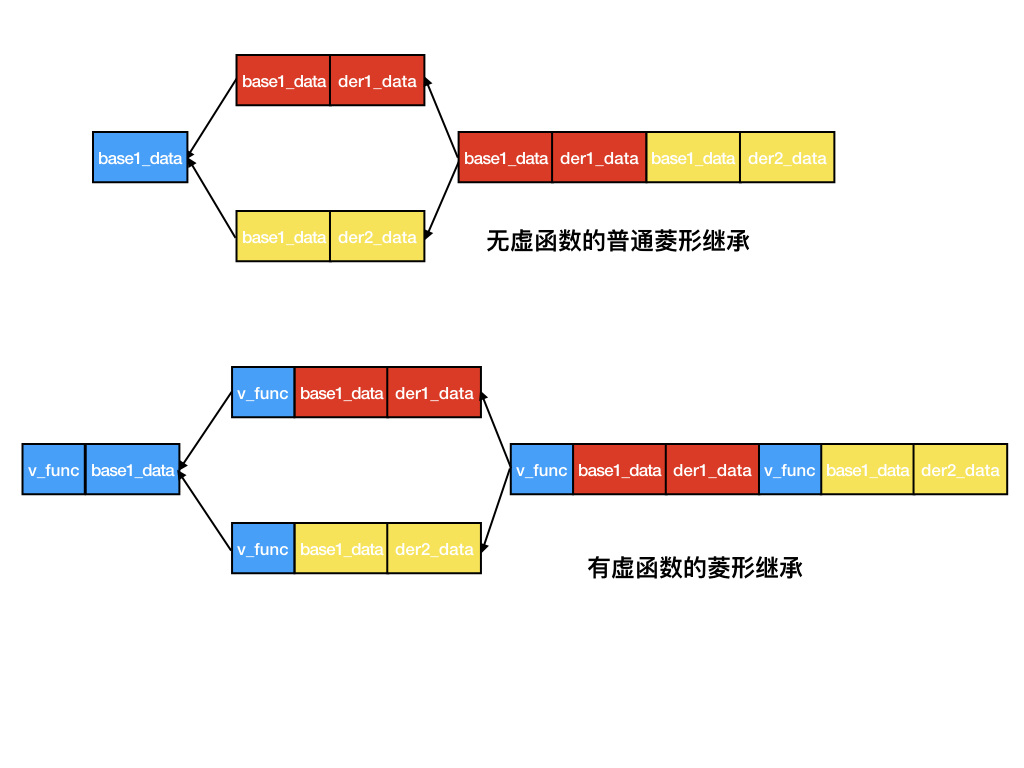 base1_data der1_data
base1_data
base1_data der1_data base1_data der2_data
base1_data der2_data
无虚函数的普通菱形继承
v_func base1_data der1_data
v_func base1_data
v_func base1_data der1_data v_func base1_data der2_data
v_func base1_data der2_data
有虚函数的菱形继承